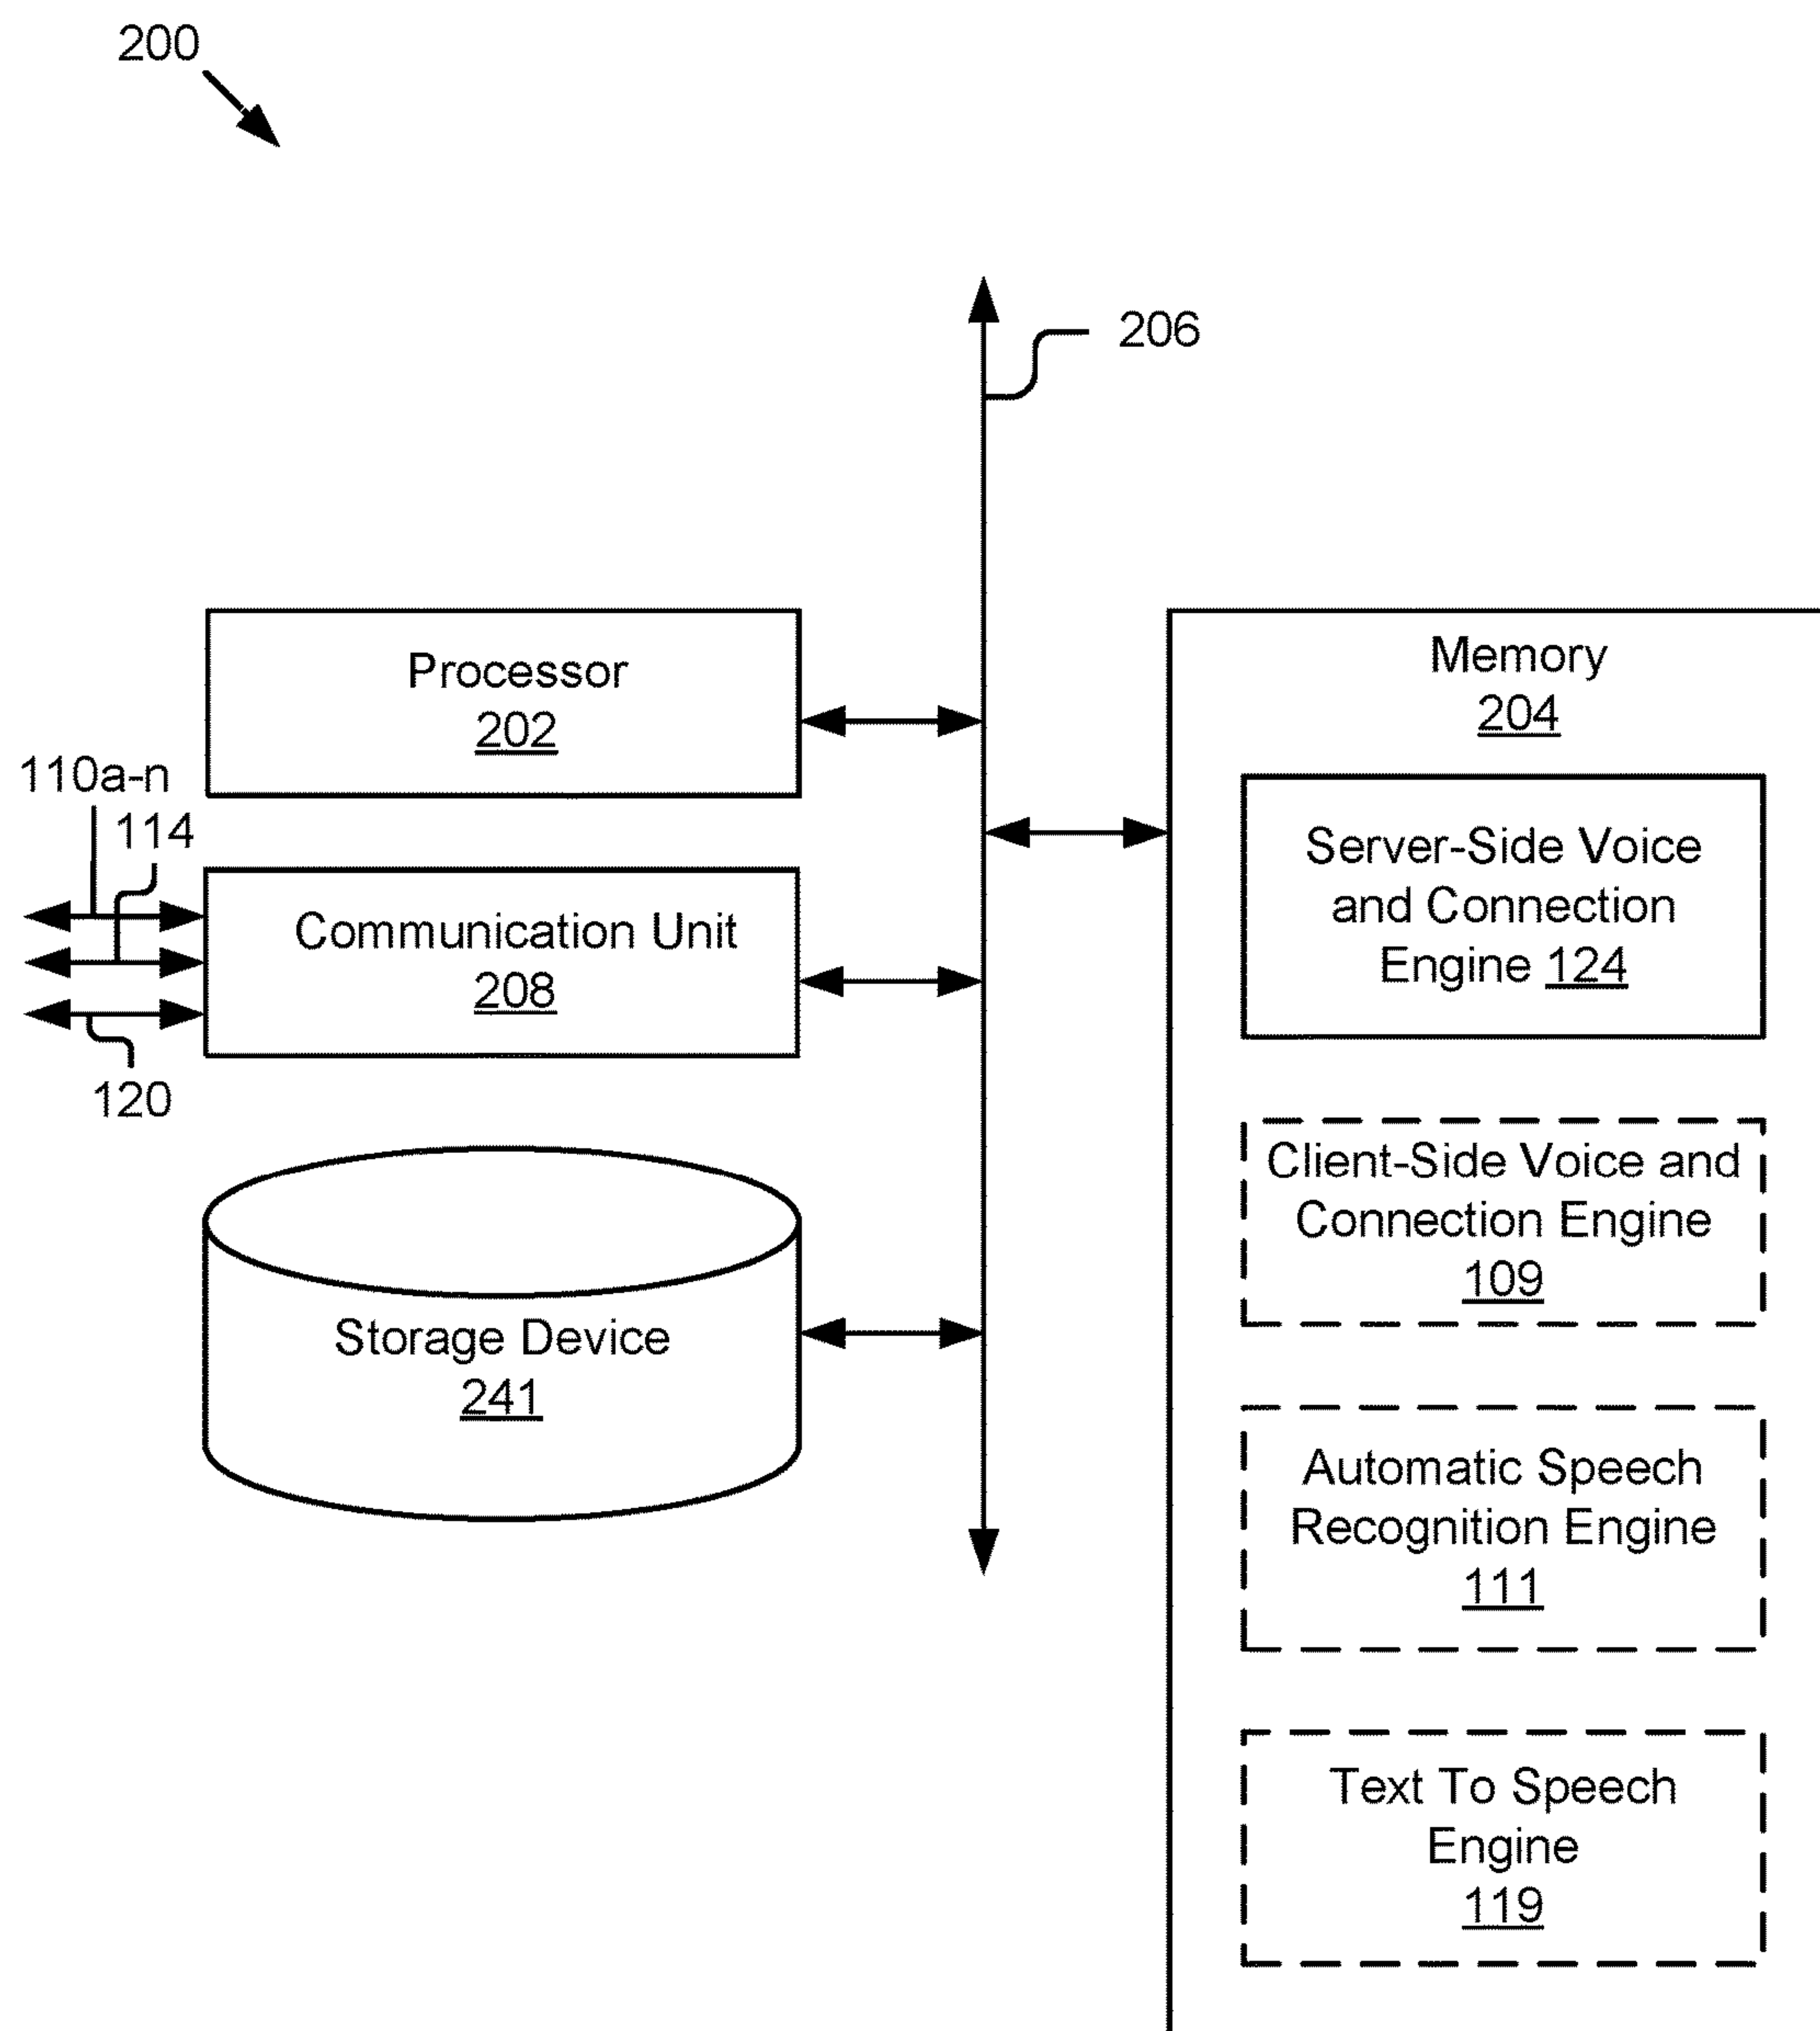 200
206
Processor
202
110a-n
114
Communication Unit
208
120
Storage Device
241
Memory
204
Server-Side Voice
and Connection
Engine 124
Client-Side Voice and
Connection Engine
109
Automatic Speech
Recognition Engine
111
Text To Speech
Engine
119